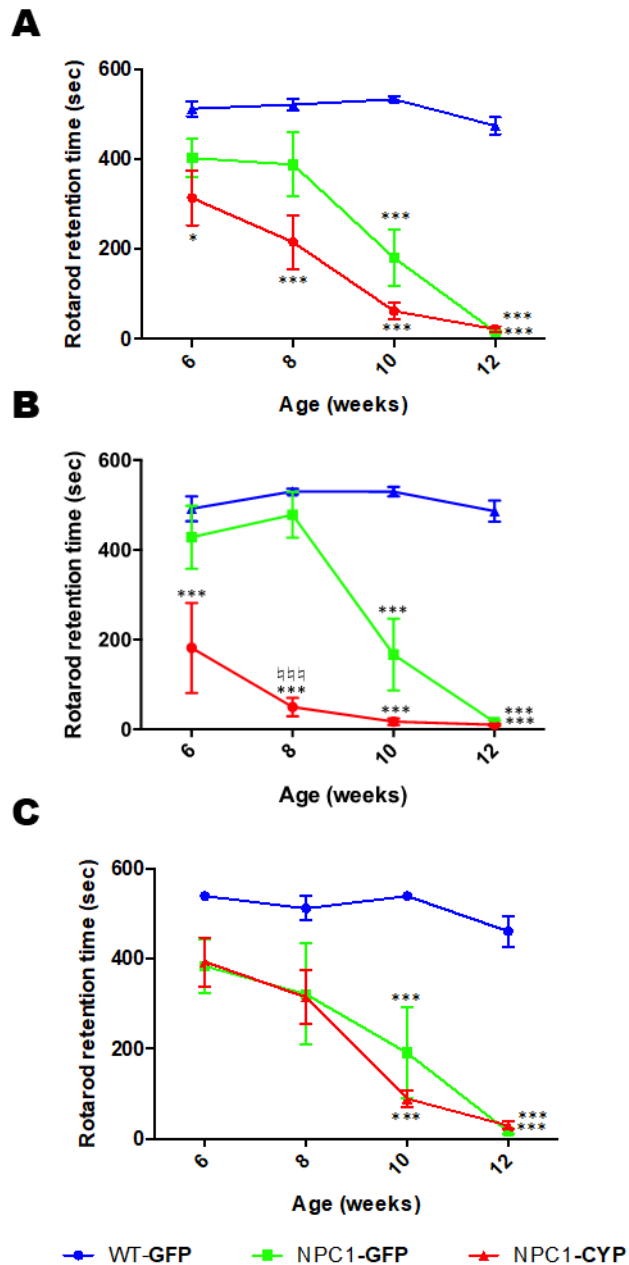 A
Rotarod retention time (sec)
600
400
200
0
***
*
***
***
***
***
6 8 10 12
Age (weeks)
B
Rotarod retention time (sec)
600
400
200
0
***
***
♮♮♮
***
***
***
***
6 8 10 12
Age (weeks)
C
Rotarod retention time (sec)
600
400
200
0
***
***
***
***
6 8 10 12
Age (weeks)
WT-GFP NPC1-GFP NPC1-CYP